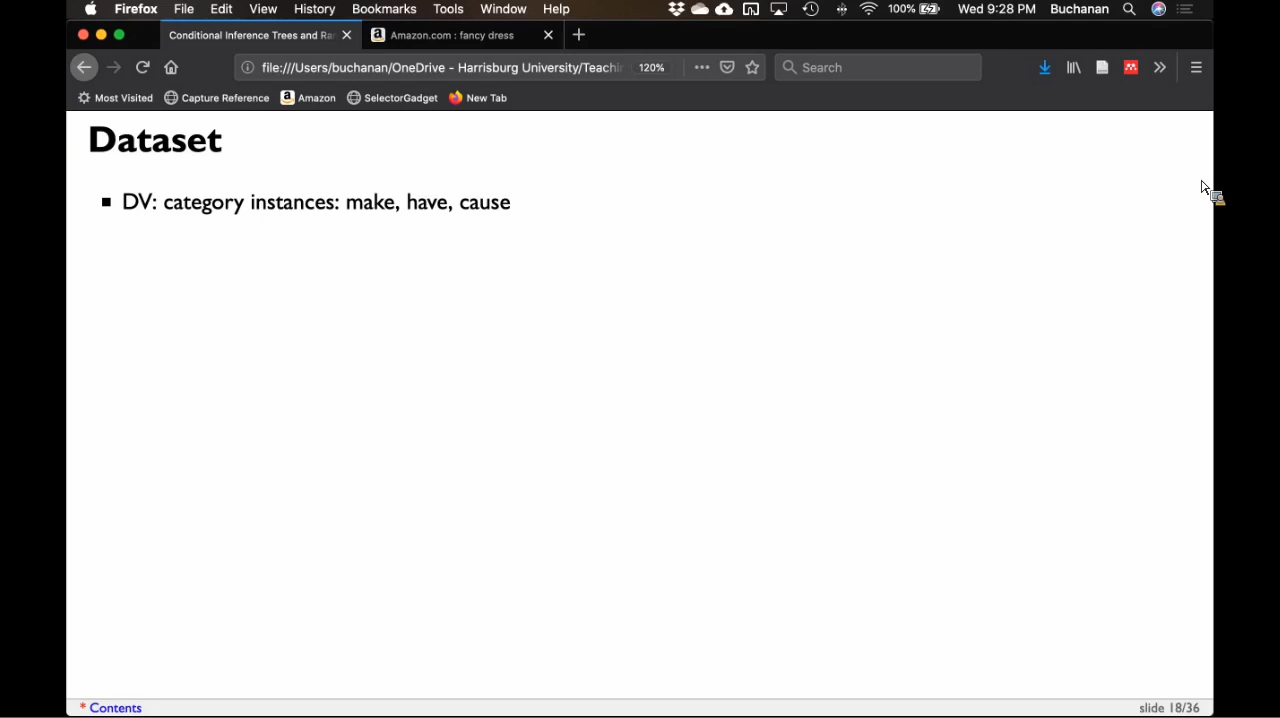 Firefox File Edit View History Bookmarks Tools Window Help 100% Wed 9:28 PM Buchanan
Conditional Inference Trees and Ra
Amazon.com : fancy dress
file:///Users/buchanan/OneDrive - Harrisburg University/Teachi 120% Search
Most Visited Capture Reference Amazon SelectorGadget New Tab
Dataset
DV: category instances: make, have, cause
* Contents slide 18/36